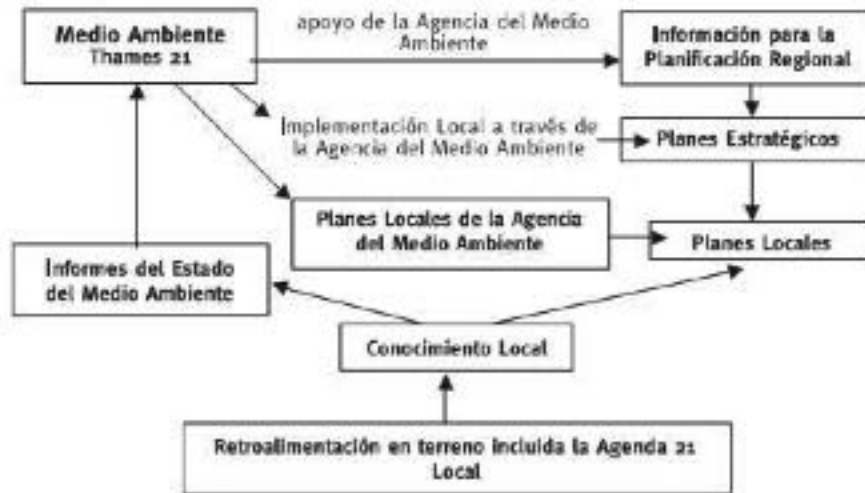 Medio Ambiente
Thames 21
apoyo de la Agencia del Medio
Ambiente
Información para la
Planificación Regional
Implementación Local a través de
la Agencia del Medio Ambiente
Planes Estratégicos
Planes Locales de la Agencia
del Medio Ambiente
Planes Locales
Informes del Estado
del Medio Ambiente
Conocimiento Local
Retroalimentación en terreno incluida la Agenda 21
Local